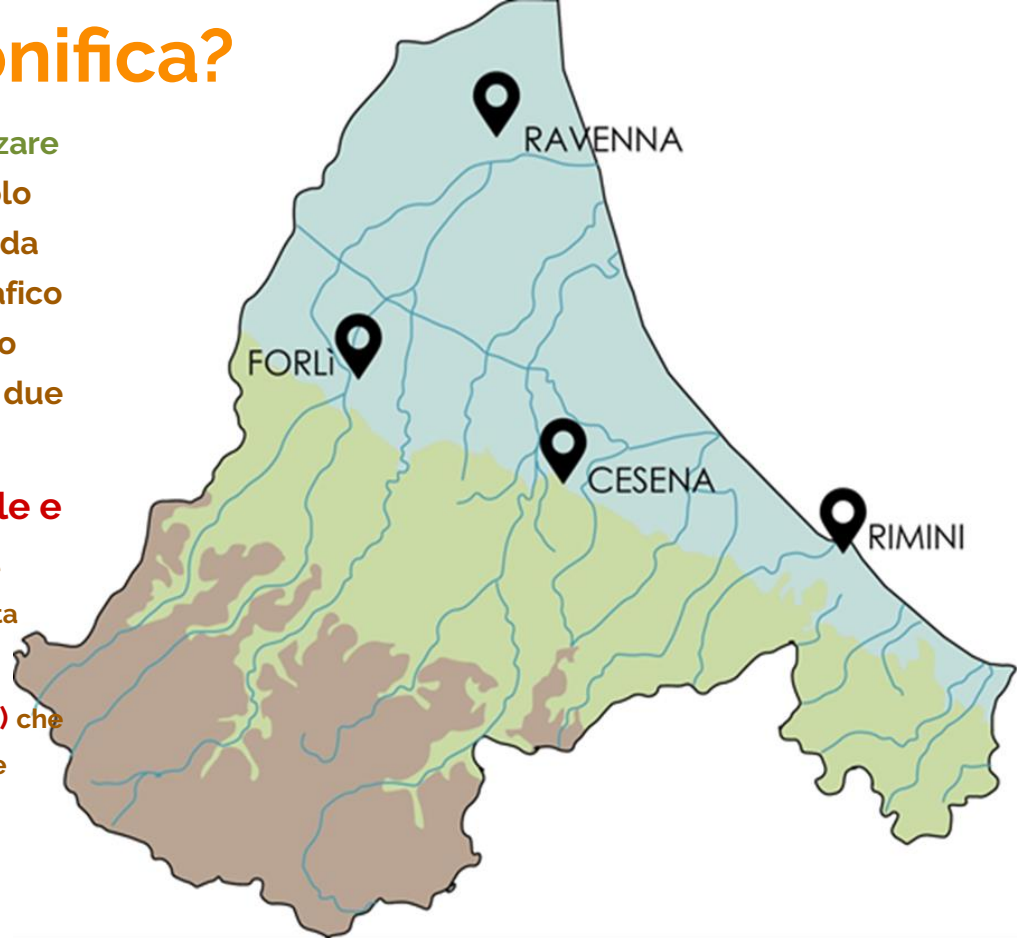 onifica?
zare
olo
da
afico
o
due
le e
ta
) che
e
RAVENNA
FORLì
CESENA
RIMINI